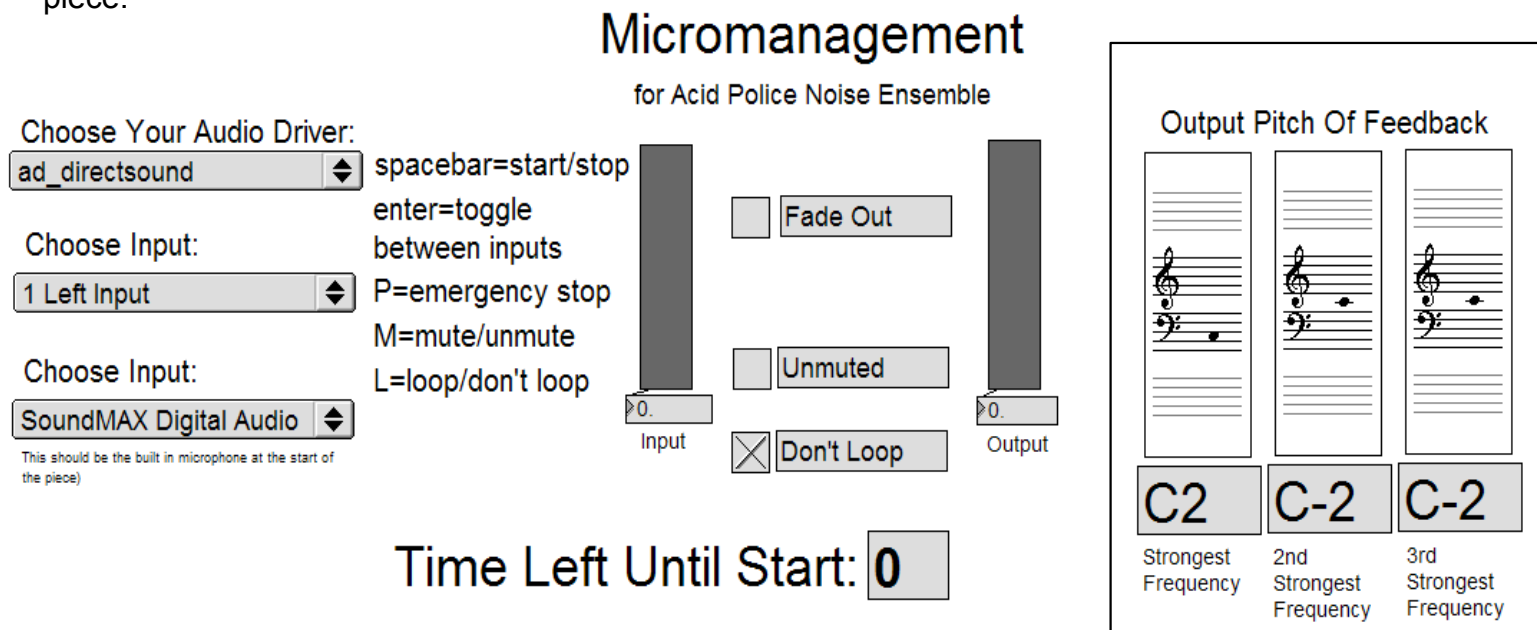 piece.
Micromanagement
for Acid Police Noise Ensemble
Choose Your Audio Driver:
ad_directsound
Choose Input:
1 Left Input
Choose Input:
SoundMAX Digital Audio
This should be the built in microphone at the start of
the piece)
spacebar=start/stop
enter=toggle
between inputs
P=emergency stop
M=mute/unmute
L=loop/don't loop
0.
Input
Fade Out
Unmuted
Don't Loop
0.
Output
Time Left Until Start: 0
Output Pitch Of Feedback
C2
C-2
C-2
Strongest
Frequency
2nd
Strongest
Frequency
3rd
Strongest
Frequency